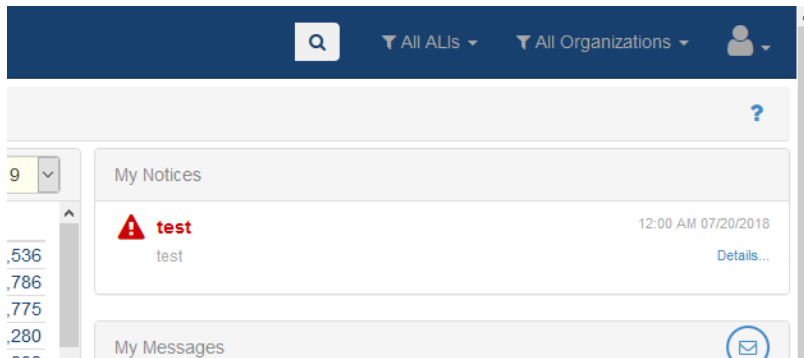 All ALIs
All Organizations
?
9
My Notices
test
12:00 AM 07/20/2018
test
Details...
,536
,786
,775
,280
My Messages